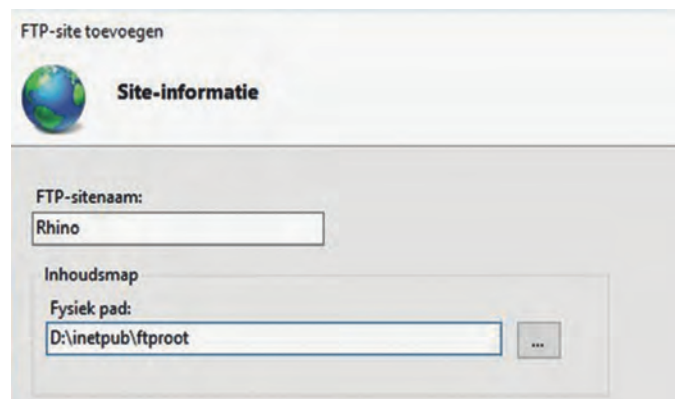 FTP-site toevoegen
Site-informatie
FTP-sitenaam:
Rhino
Inhoudsmap
Fysiek pad:
D:\inetpub\ftproot
...